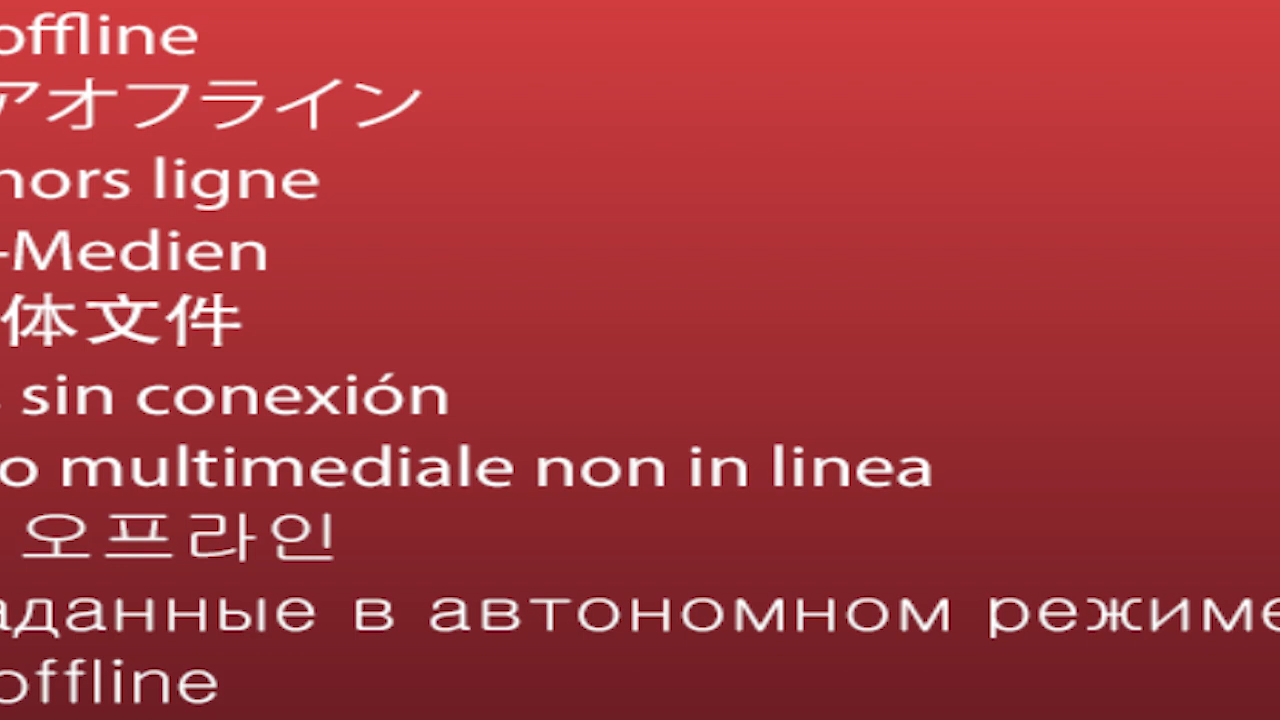 offline
アオフライン
hors ligne
-Medien
体文件
sin conexión
o multimediale non in linea
오프라인
аданные в автономном режиме
offline